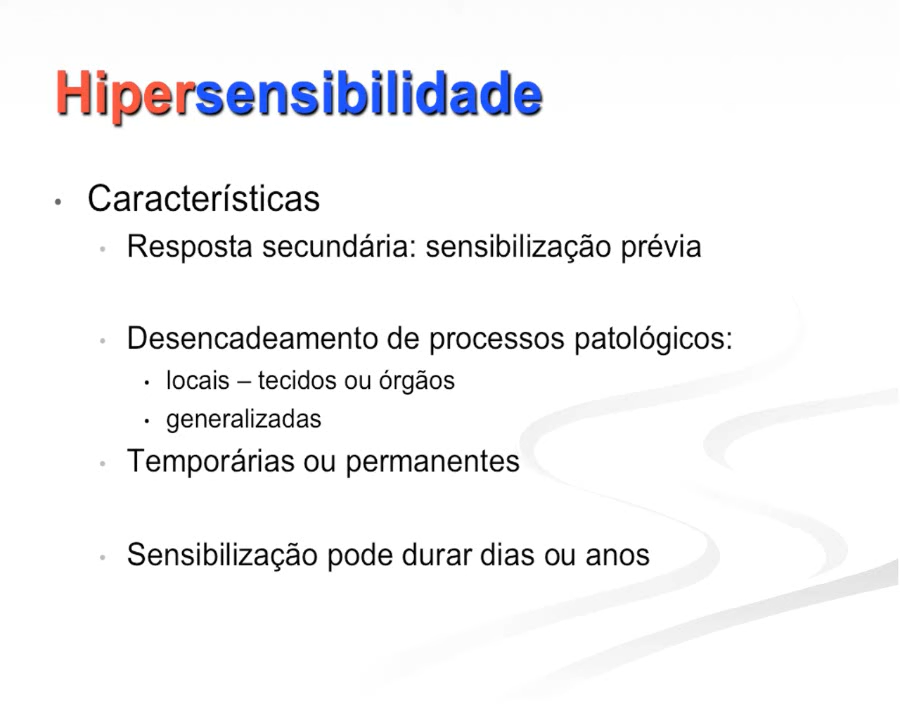 Hipersensibilidade
• Características
• Resposta secundária: sensibilização prévia
• Desencadeamento de processos patológicos:
• locais – tecidos ou órgãos
• generalizadas
• Temporárias ou permanentes
• Sensibilização pode durar dias ou anos